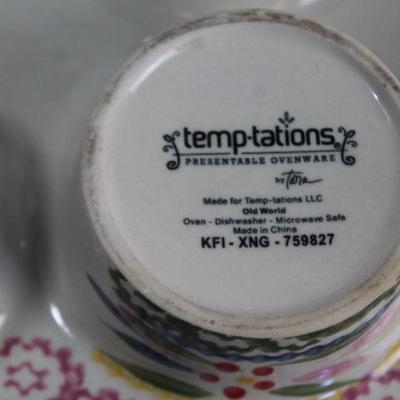 temp-tations®
PRESENTABLE OVENWARE
by Tara
Made for Temp-tations LLC
Old World
Oven - Dishwasher - Microwave Safe
Made in China
KFI - XNG - 759827